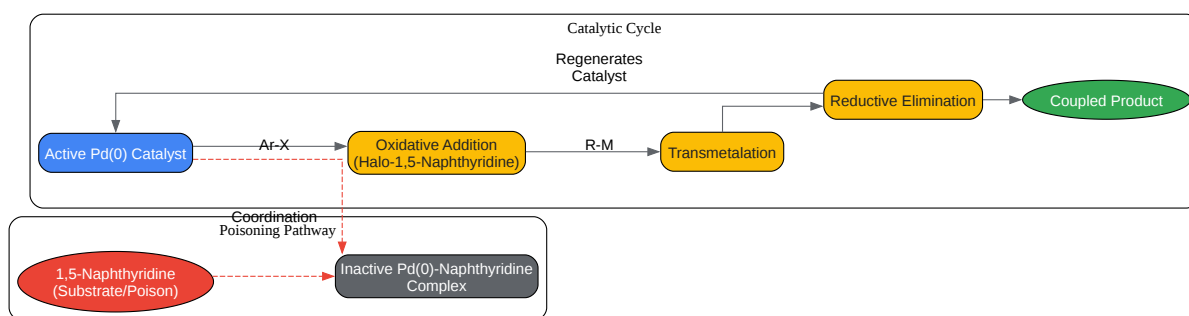 Catalytic Cycle
Regenerates
Catalyst
Reductive Elimination
Coupled Product
Active Pd(0) Catalyst
Ar-X
Oxidative Addition
(Halo-1,5-Naphthyridine)
R-M
Transmetalation
Coordination
Poisoning Pathway
1,5-Naphthyridine
(Substrate/Poison)
Inactive Pd(0)-Naphthyridine
Complex